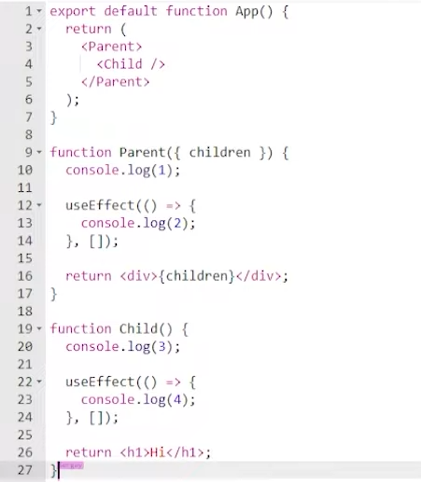 1 export default function App() {
2 return (
3 <Parent>
4 <Child />
5 </Parent>
6 );
7 }
8
9 function Parent({ children }) {
10 console.log(1);
11
12 useEffect(() => {
13 console.log(2);
14 }, []);
15
16 return <div>{children}</div>;
17 }
18
19 function Child() {
20 console.log(3);
21
22 useEffect(() => {
23 console.log(4);
24 }, []);
25
26 return <h1>Hi</h1>;
27 }